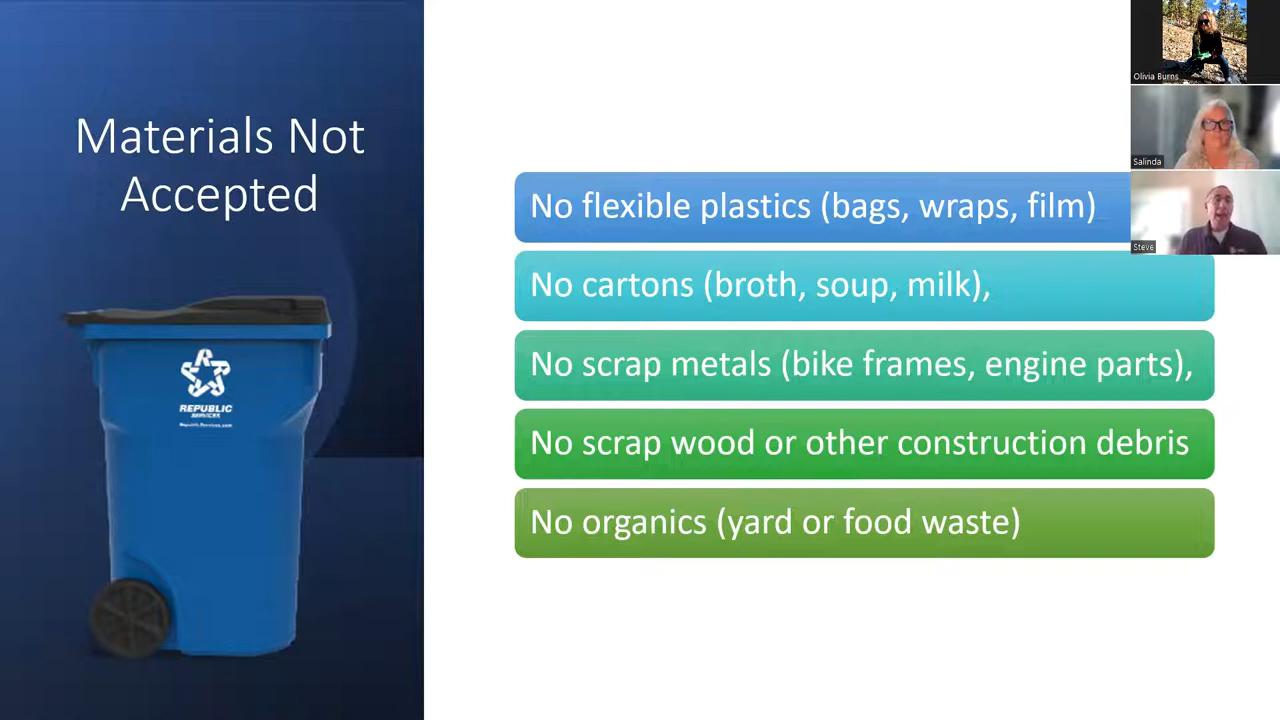 Materials Not
Accepted
REPUBLIC
SERVICES
RepublicServices.com
No flexible plastics (bags, wraps, film)
No cartons (broth, soup, milk),
No scrap metals (bike frames, engine parts),
No scrap wood or other construction debris
No organics (yard or food waste)
Olivia Burns
Salinda
Steve